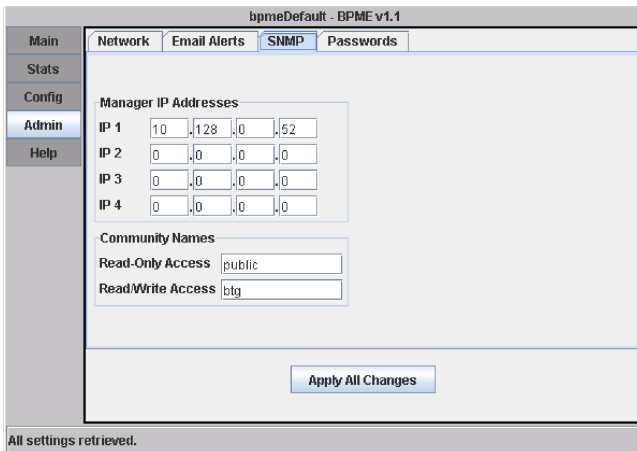 bpmeDefault - BPME v1.1
Main
Stats
Config
Admin
Help
Network Email Alerts SNMP Passwords
Manager IP Addresses
IP 1 10 .128 .0 .52
IP 2 0 .0 .0 .0
IP 3 0 .0 .0 .0
IP 4 0 .0 .0 .0
Community Names
Read-Only Access public
Read/Write Access btg
Apply All Changes
All settings retrieved.